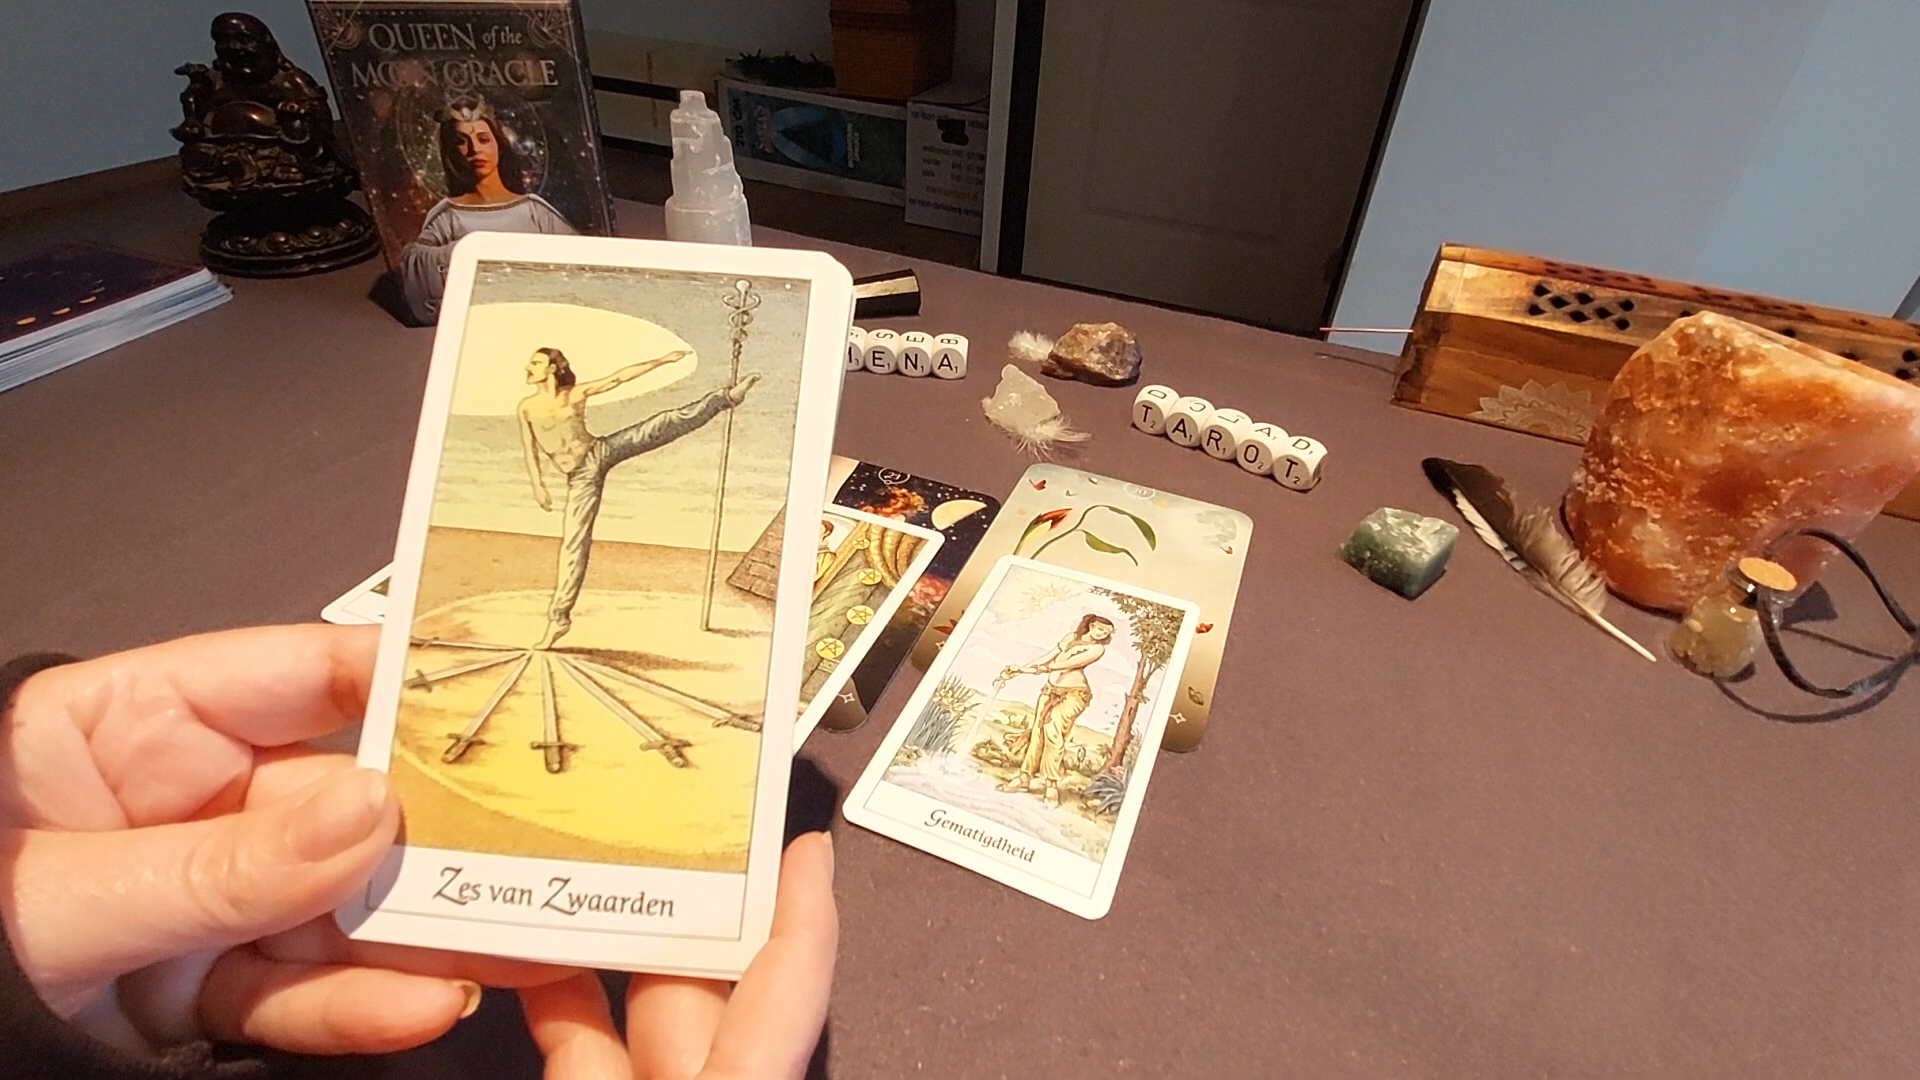 QUEEN of the
MOON ORACLE
ENA
TAROT
Gematigdheid
Zes van Zwaarden